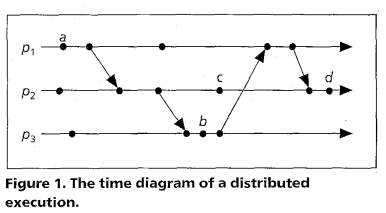 a
p1
c
d
p2
b
p3
Figure 1. The time diagram of a distributed
execution.